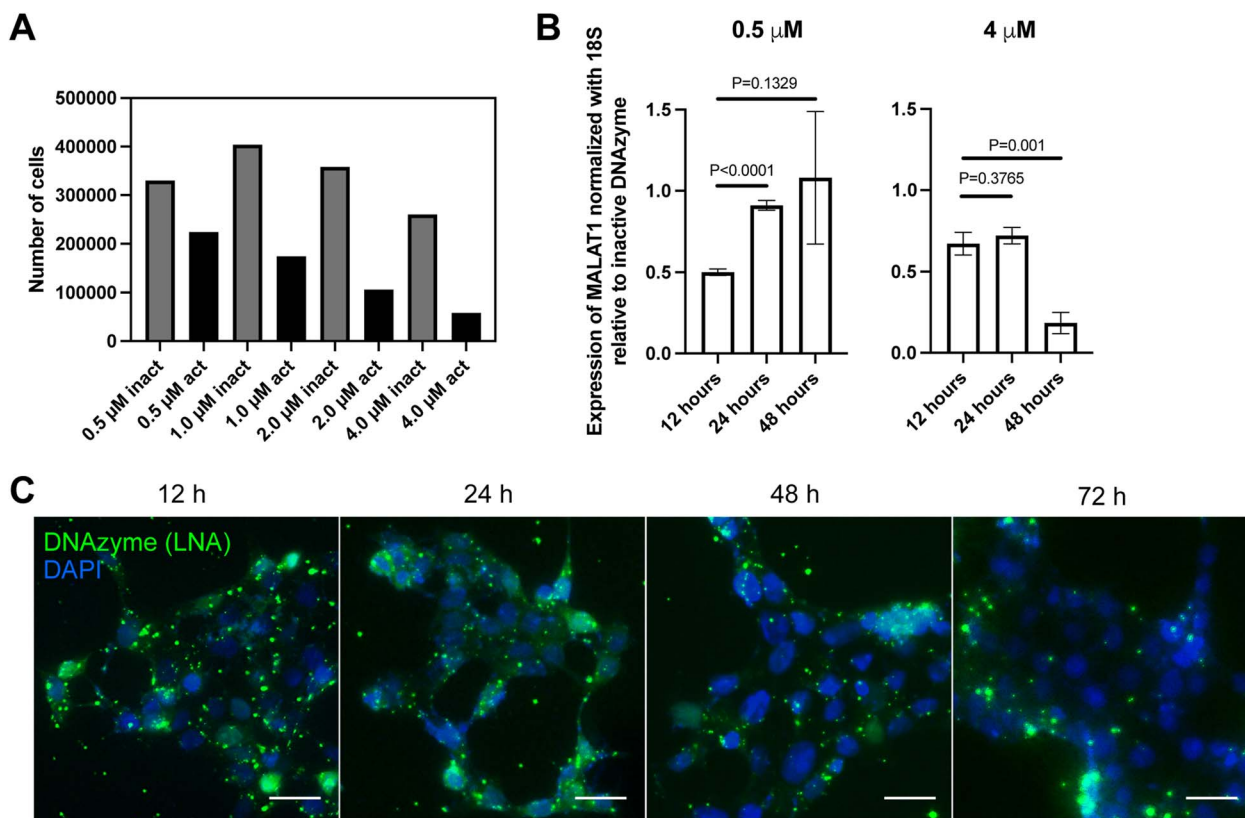 A
Number of cells
500000
400000
300000
200000
100000
0
0.5 µM inact
0.5 µM act
1.0 µM inact
1.0 µM act
2.0 µM inact
2.0 µM act
4.0 µM inact
4.0 µM act
B
Expression of MALAT1 normalized with 18S
relative to inactive DNAzyme
0.5 µM
P=0.1329
P<0.0001
1.5
1.0
0.5
0.0
12 hours
24 hours
48 hours
4 µM
P=0.001
P=0.3765
1.5
1.0
0.5
0.0
12 hours
24 hours
48 hours
C
12 h
24 h
48 h
72 h
DNAzyme (LNA)
DAPI